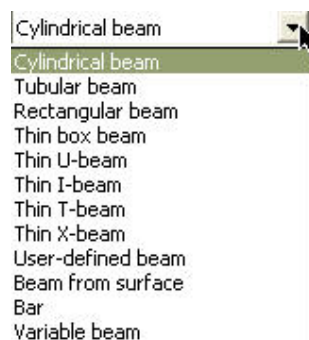 Cylindrical beam
Cylindrical beam
Tubular beam
Rectangular beam
Thin box beam
Thin U-beam
Thin I-beam
Thin T-beam
Thin X-beam
User-defined beam
Beam from surface
Bar
Variable beam